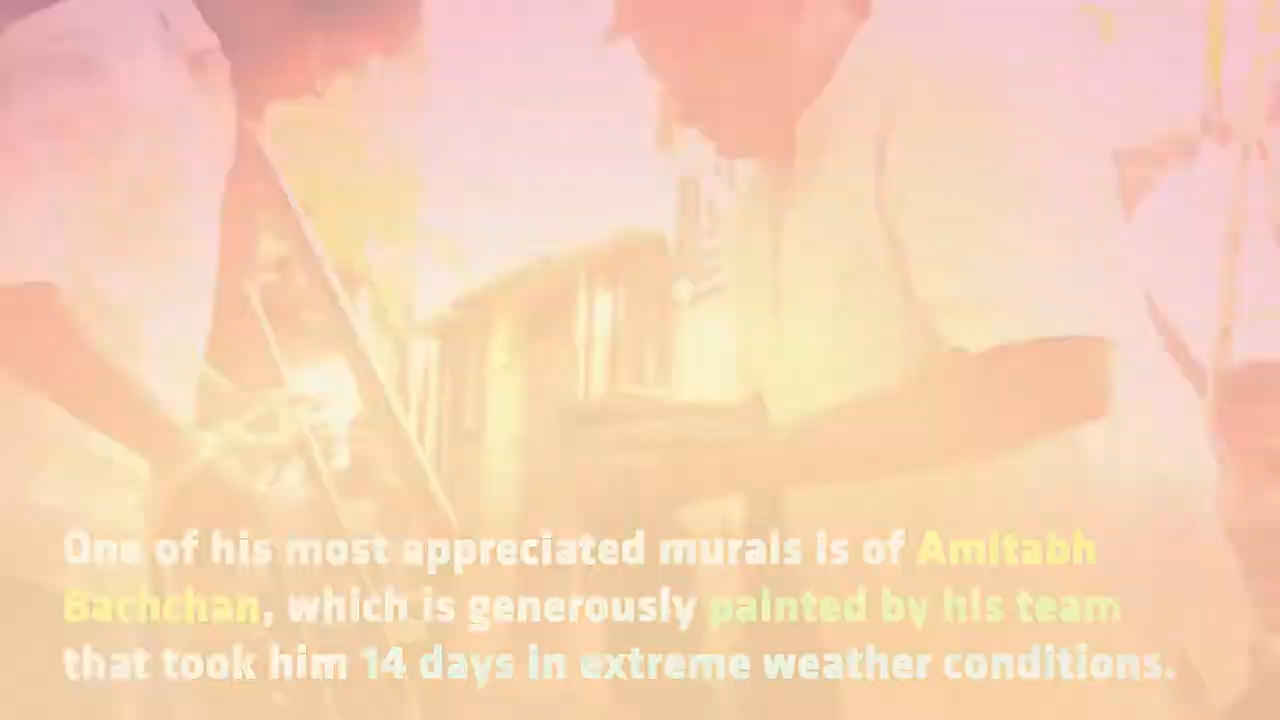 One of his most appreciated murals is of Amitabh
Bachchan, which is generously painted by his team
that took him 14 days in extreme weather conditions.